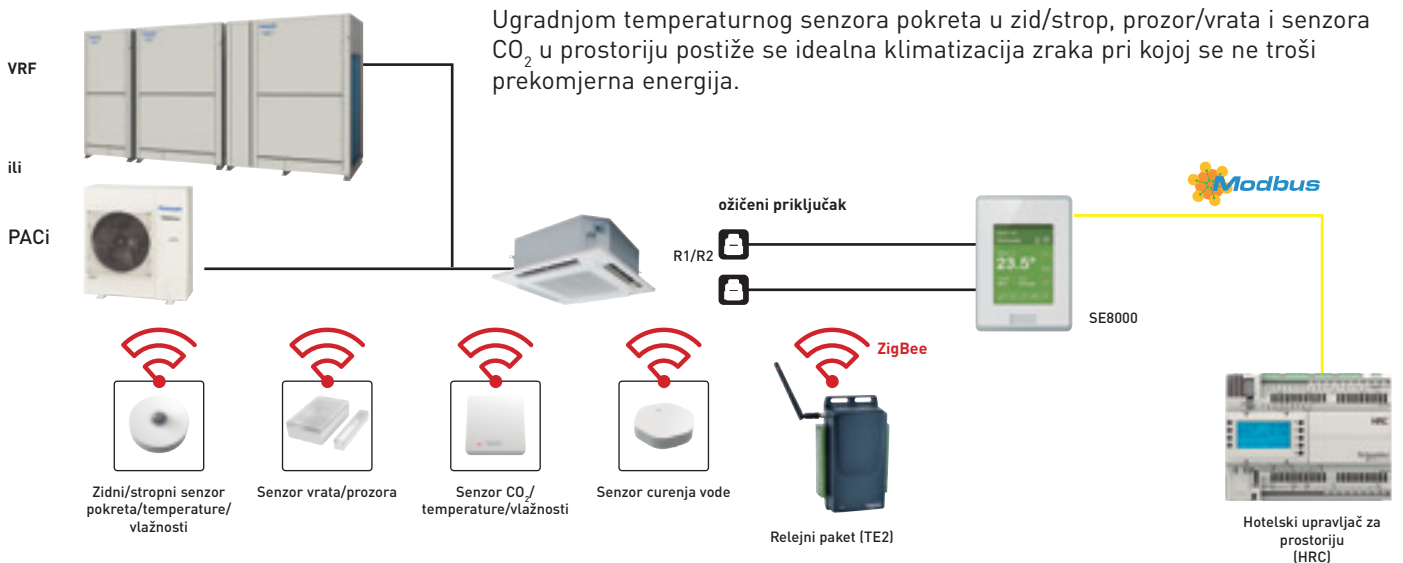 Ugradnjom temperaturnog senzora pokreta u zid/strop, prozor/vrata i senzora
CO₂ u prostoriju postiže se idealna klimatizacija zraka pri kojoj se ne troši
prekomjerna energija.
VRF
ili
PACi
ožičeni priključak
R1/R2
Modbus
23.5°
SE8000
ZigBee
HRC
Zidni/stropni senzor
pokreta/temperature/
vlažnosti
Senzor vrata/prozora
Senzor CO₂/
temperature/vlažnosti
Senzor curenja vode
Relejni paket (TE2)
Hotelski upravljač za
prostoriju
(HRC)